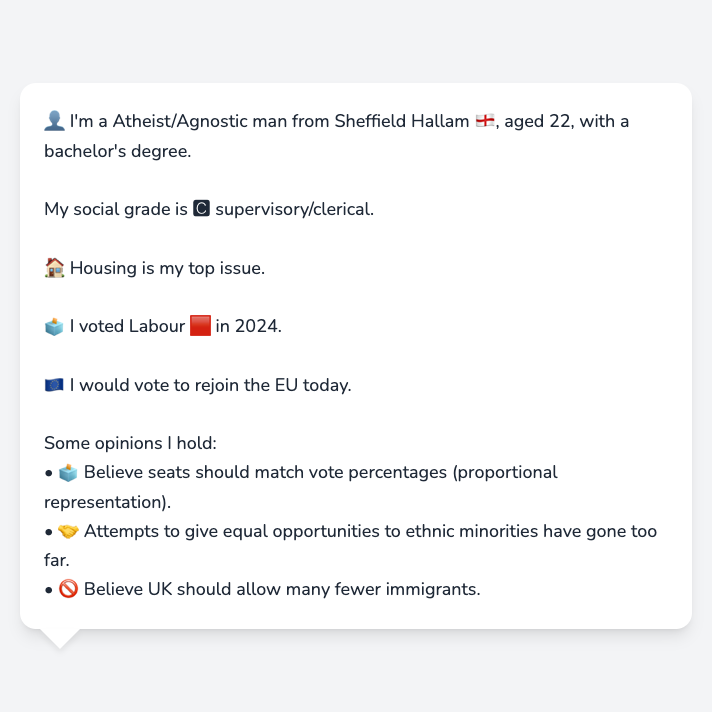 👤 I'm a Atheist/Agnostic man from Sheffield Hallam 🏴󠁧󠁢󠁥󠁮󠁧󠁿, aged 22, with a
bachelor's degree.
My social grade is 🅲 supervisory/clerical.
🏠 Housing is my top issue.
🗳️ I voted Labour 🟥 in 2024.
🇪🇺 I would vote to rejoin the EU today.
Some opinions I hold:
• 🗳️ Believe seats should match vote percentages (proportional
representation).
• 🤝 Attempts to give equal opportunities to ethnic minorities have gone too
far.
• 🚫 Believe UK should allow many fewer immigrants.